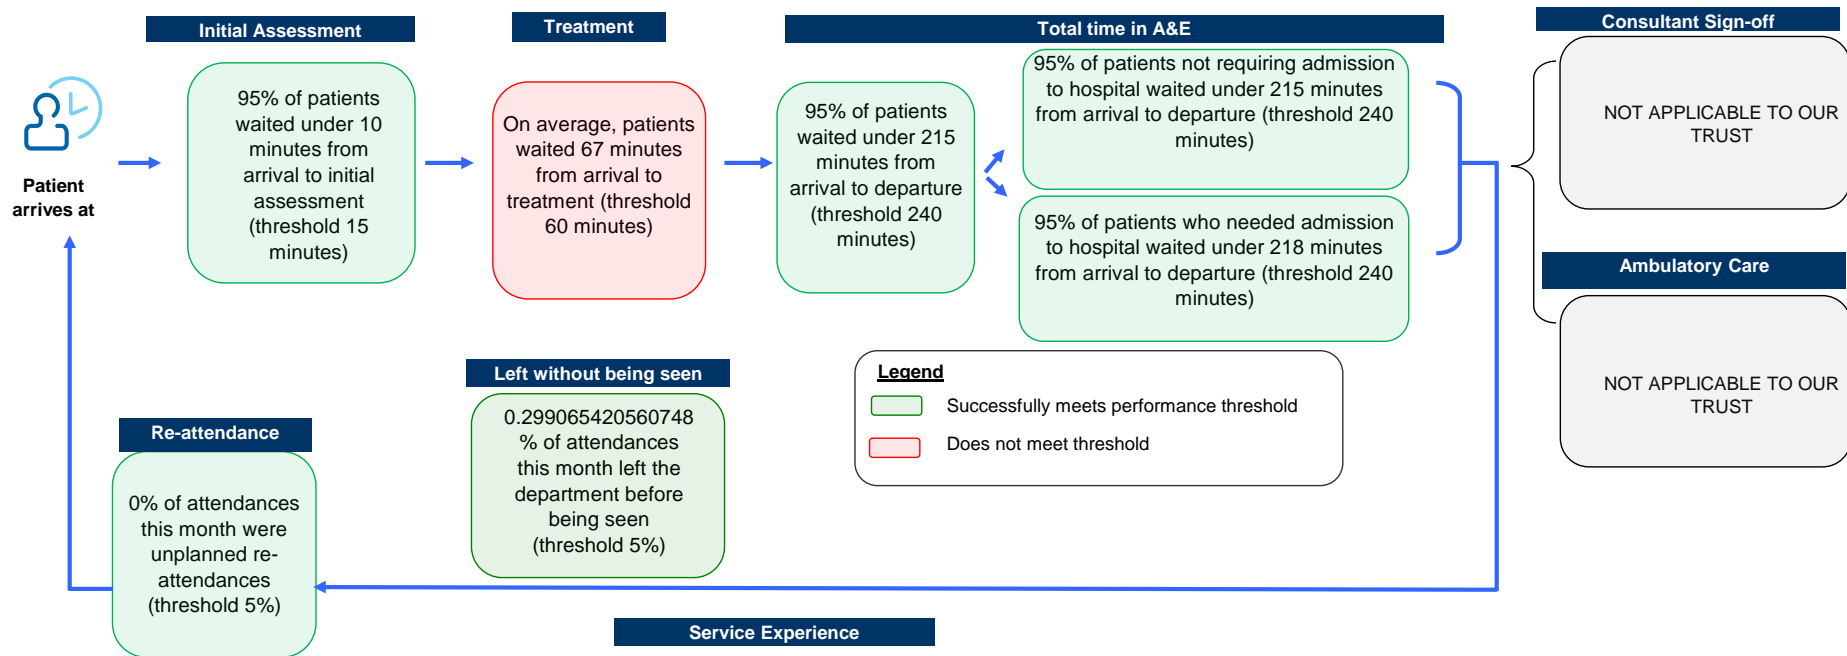 Initial Assessment
Treatment
Total time in A&E
Consultant Sign-off
Patient
arrives at
95% of patients
waited under 10
minutes from
arrival to initial
assessment
(threshold 15
minutes)
On average, patients
waited 67 minutes
from arrival to
treatment (threshold
60 minutes)
95% of patients
waited under 215
minutes from
arrival to departure
(threshold 240
minutes)
95% of patients not requiring admission
to hospital waited under 215 minutes
from arrival to departure (threshold 240
minutes)
95% of patients who needed admission
to hospital waited under 218 minutes
from arrival to departure (threshold 240
minutes)
NOT APPLICABLE TO OUR
TRUST
Ambulatory Care
NOT APPLICABLE TO OUR
TRUST
Left without being seen
0.299065420560748
% of attendances
this month left the
department before
being seen
(threshold 5%)
Legend
Successfully meets performance threshold
Does not meet threshold
Re-attendance
0% of attendances
this month were
unplanned re-
attendances
(threshold 5%)
Service Experience